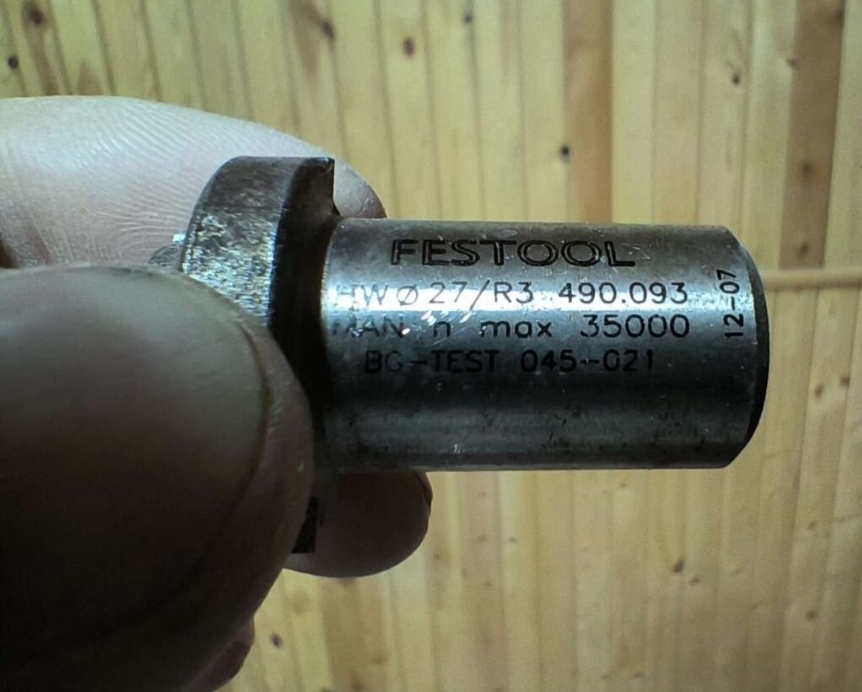 FESTOOL
HW ⌀ 27/R3 490.093
MAN n max 35000
BG-TEST 045-021
12-07